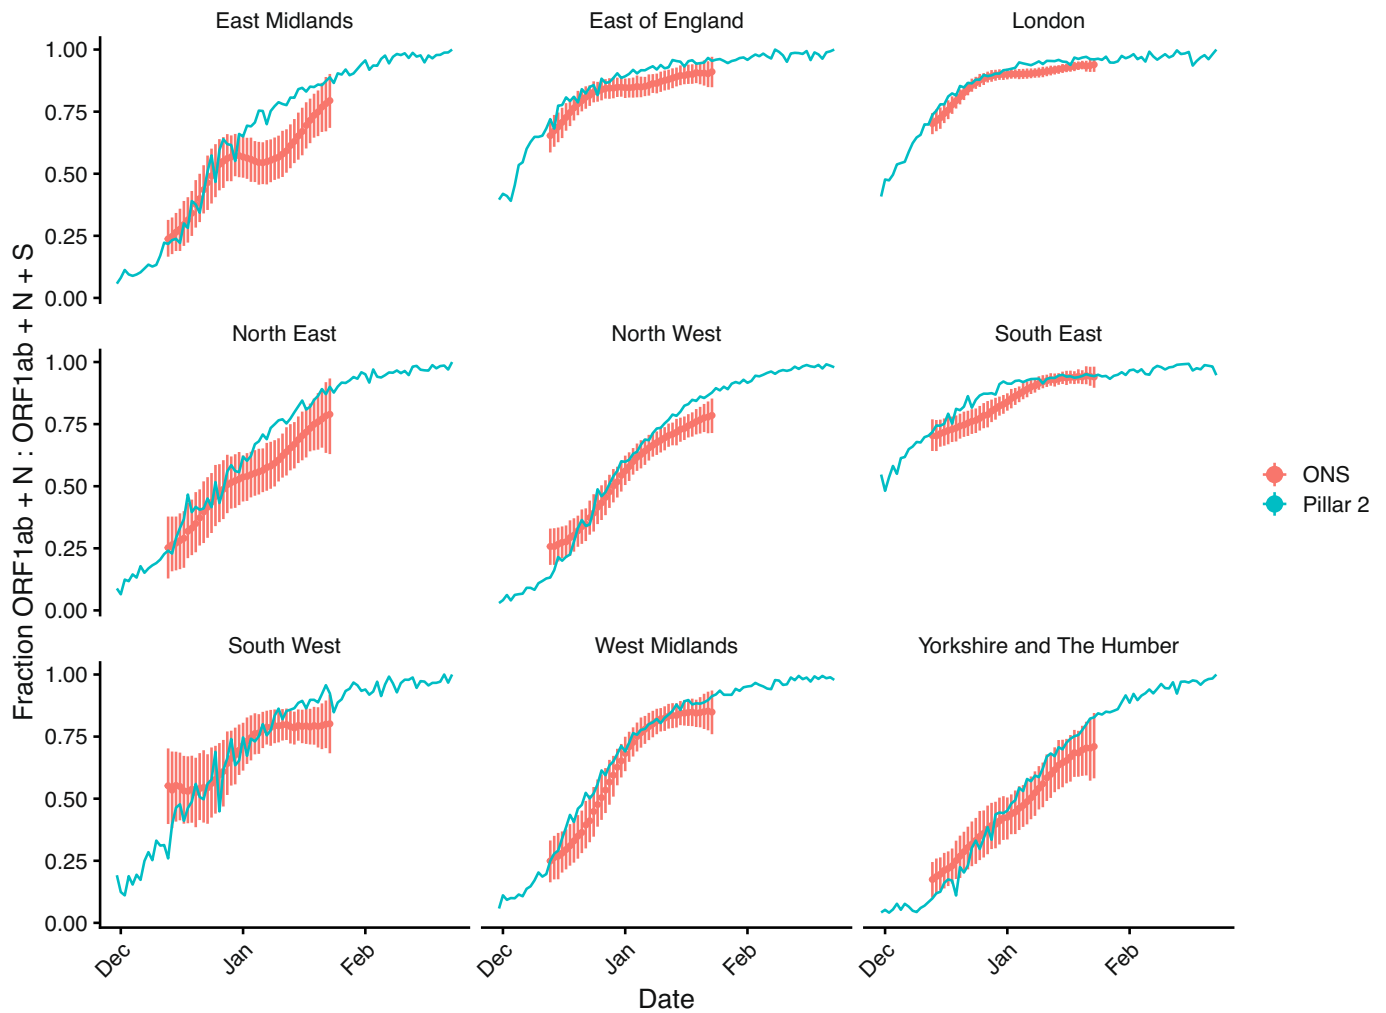 East Midlands
East of England
London
1.00
0.75
0.50
0.25
0.00
North East
North West
South East
1.00
0.75
0.50
0.25
0.00
South West
West Midlands
Yorkshire and The Humber
1.00
0.75
0.50
0.25
0.00
Fraction ORF1ab + N : ORF1ab + N + S
Dec
Jan
Feb
Dec
Jan
Feb
Dec
Jan
Feb
Date
ONS
Pillar 2